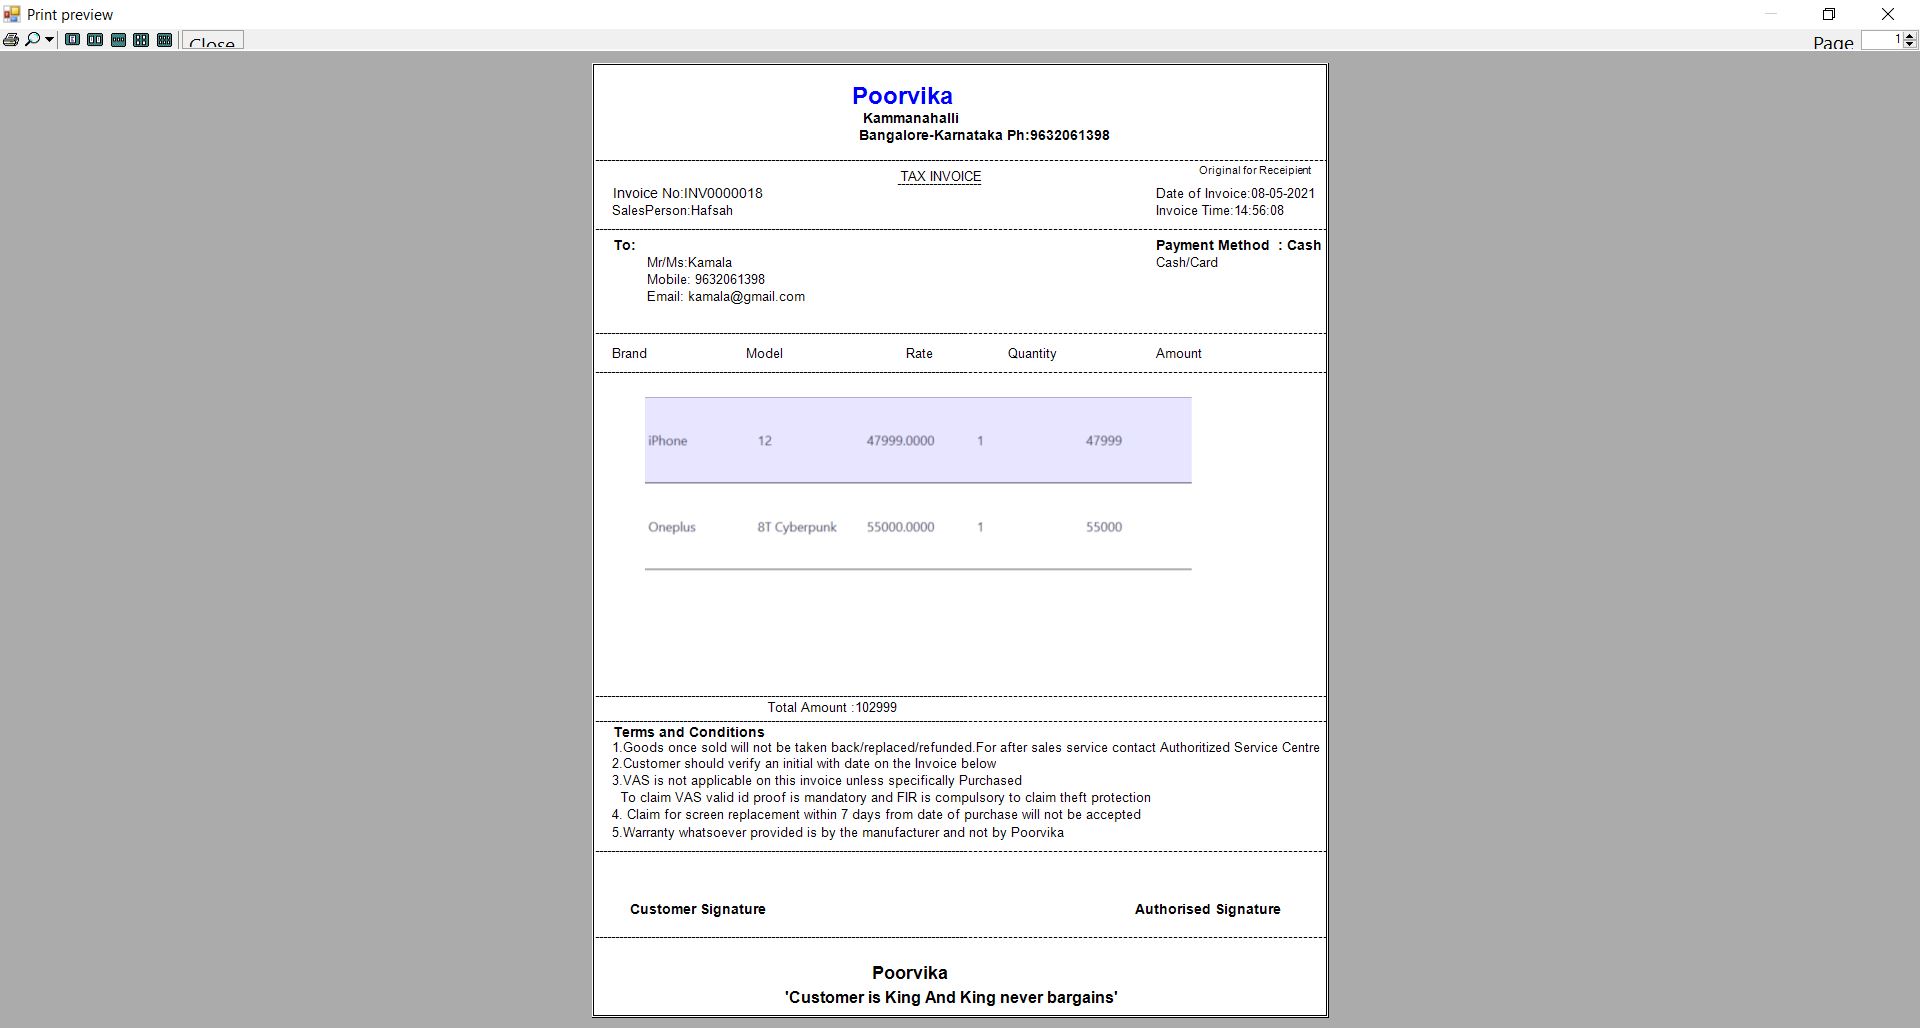 Print preview
Close
Page 1
Poorvika
Kammanahalli
Bangalore-Karnataka Ph:9632061398
Original for Receipient
TAX INVOICE
Invoice No:INV0000018 Date of Invoice:08-05-2021
SalesPerson:Hafsah Invoice Time:14:56:08
To: Payment Method : Cash
Mr/Ms:Kamala Cash/Card
Mobile: 9632061398
Email: kamala@gmail.com
Brand Model Rate Quantity Amount
iPhone 12 47999.0000 1 47999
Oneplus 8T Cyberpunk 55000.0000 1 55000
Total Amount :102999
Terms and Conditions
1.Goods once sold will not be taken back/replaced/refunded.For after sales service contact Authoritized Service Centre
2.Customer should verify an initial with date on the Invoice below
3.VAS is not applicable on this invoice unless specifically Purchased
To claim VAS valid id proof is mandatory and FIR is compulsory to claim theft protection
4. Claim for screen replacement within 7 days from date of purchase will not be accepted
5.Warranty whatsoever provided is by the manufacturer and not by Poorvika
Customer Signature Authorised Signature
Poorvika
'Customer is King And King never bargains'